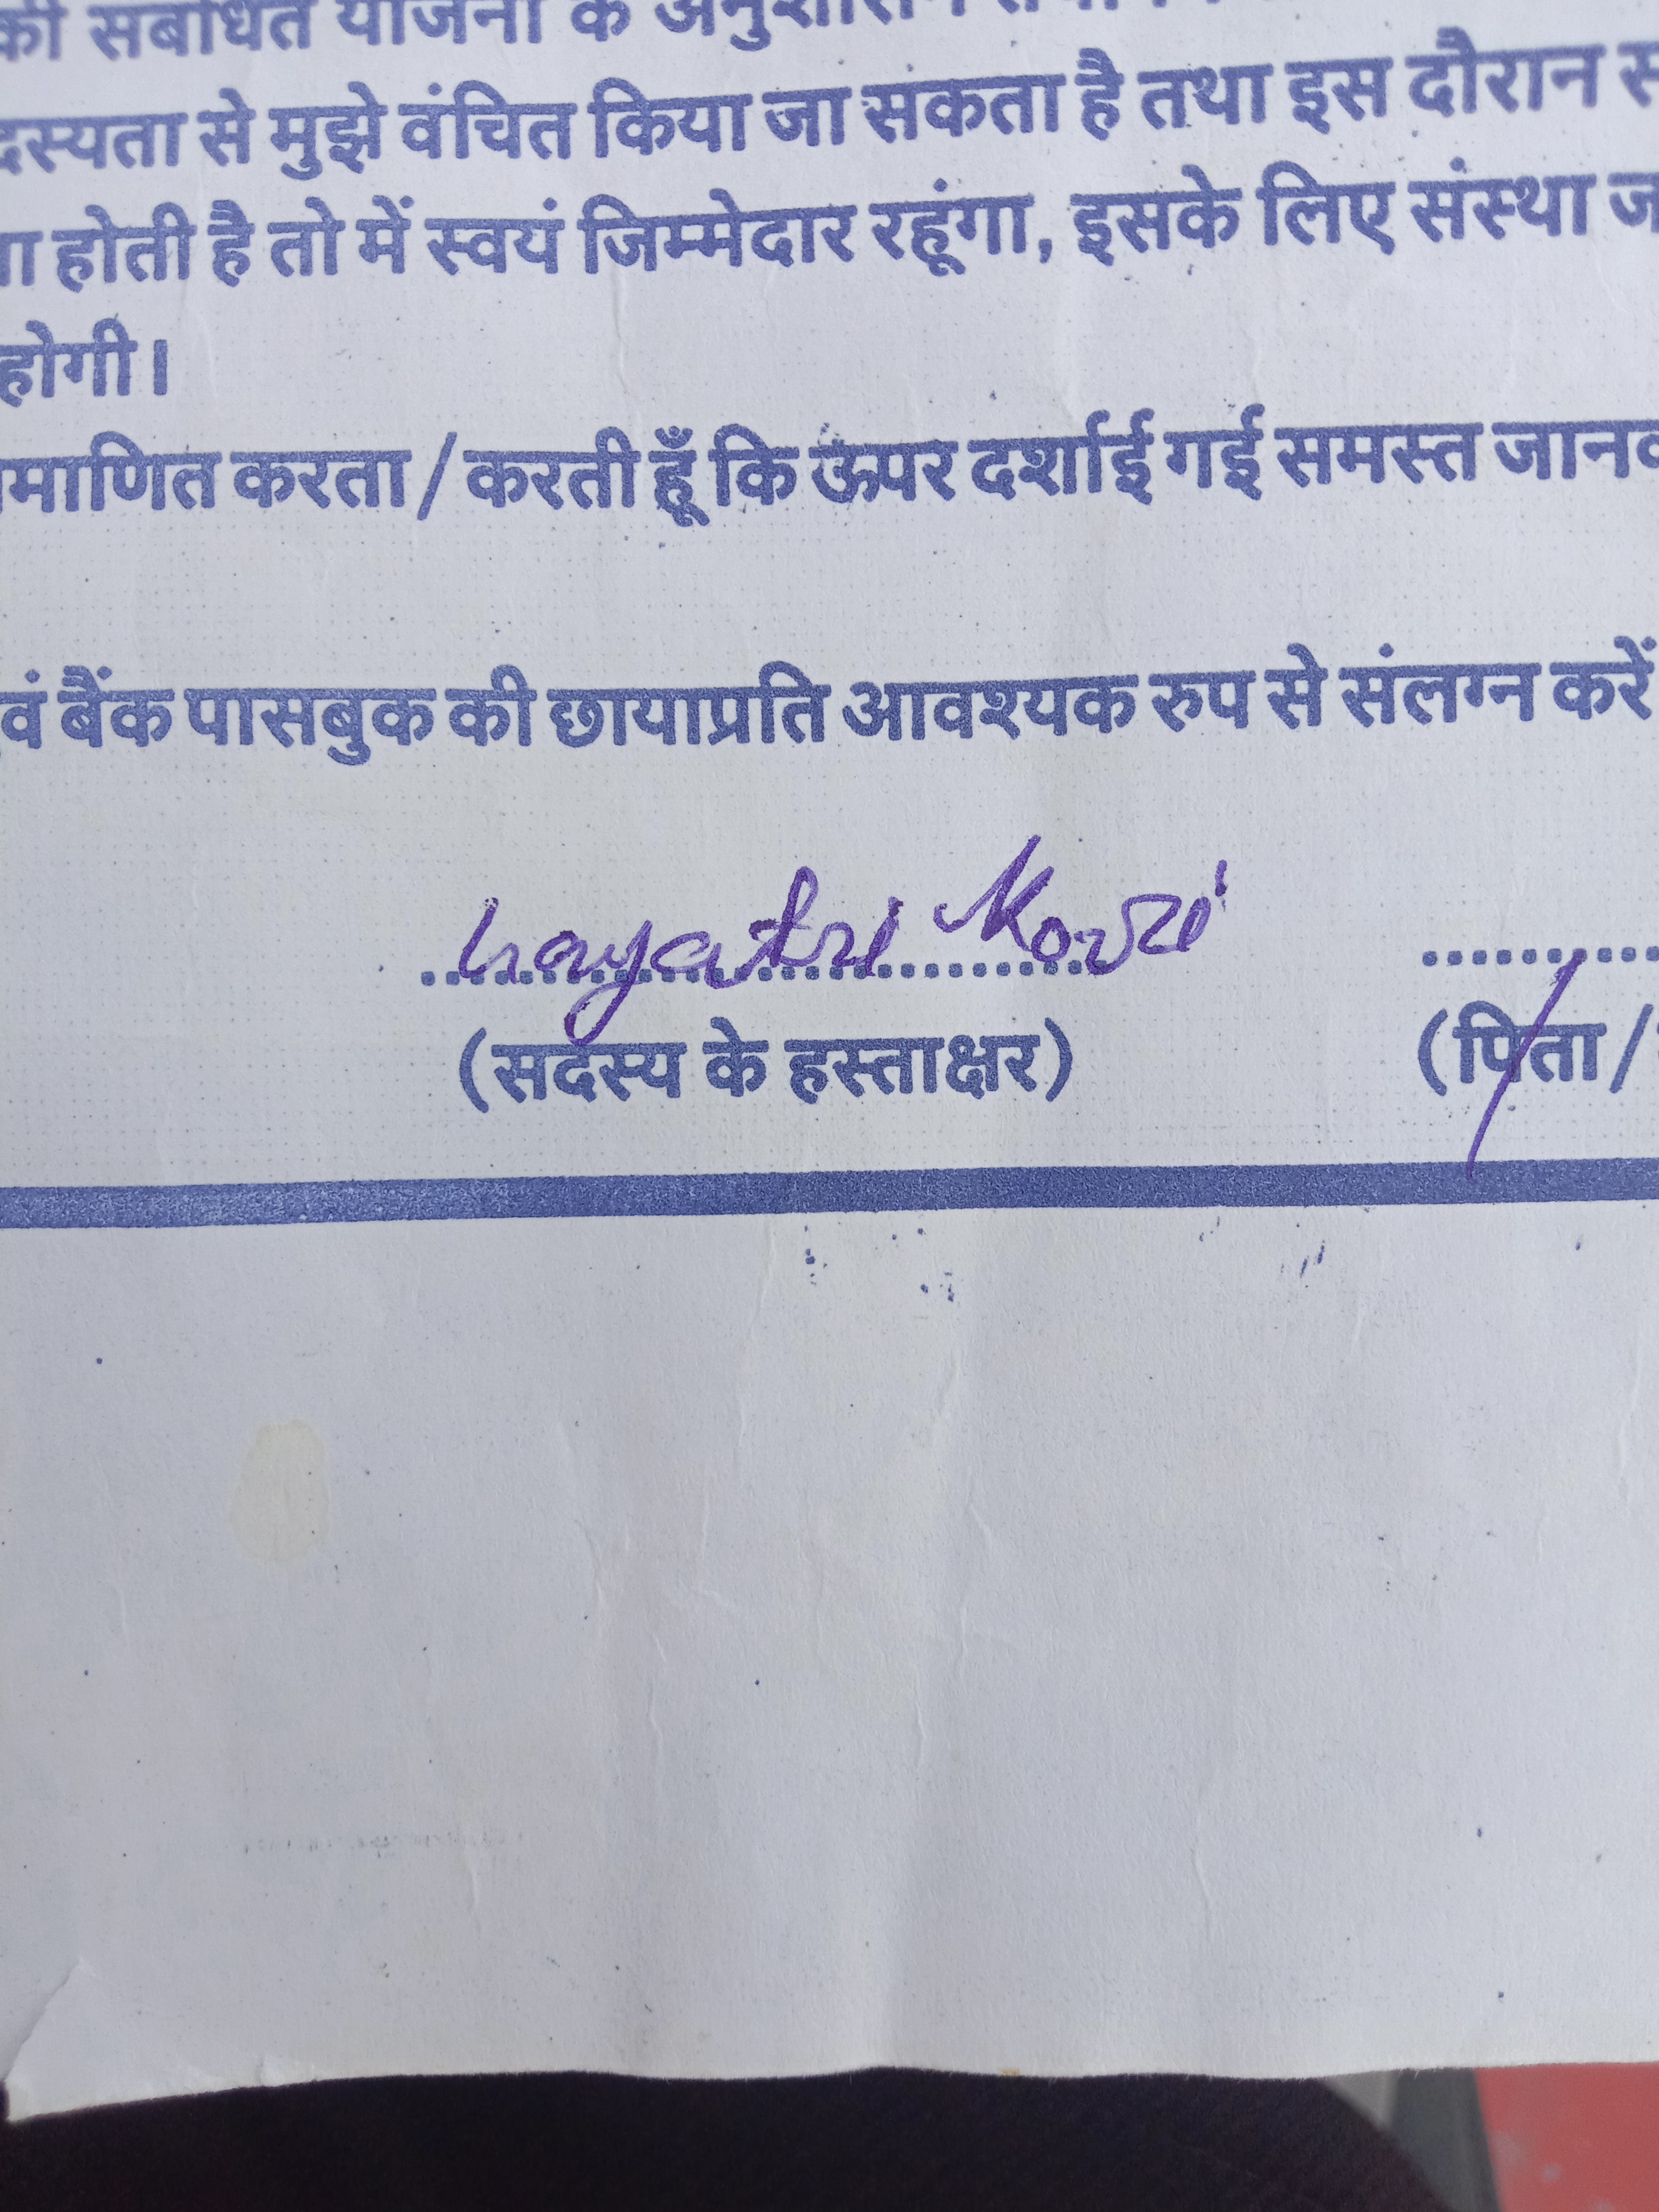 की संबंधित योजना के
दस्यता से मुझे वंचित किया जा सकता है तथा इस दौरान स
ा होती है तो में स्वयं जिम्मेदार रहूंगा, इसके लिए संस्था ज
होगी।
माणित करता / करती हूँ कि ऊपर दर्शाई गई समस्त जान
वं बैंक पासबुक की छायाप्रति आवश्यक रुप से संलग्न करें
Gayatri
(सदस्य के हस्ताक्षर) (पिता /